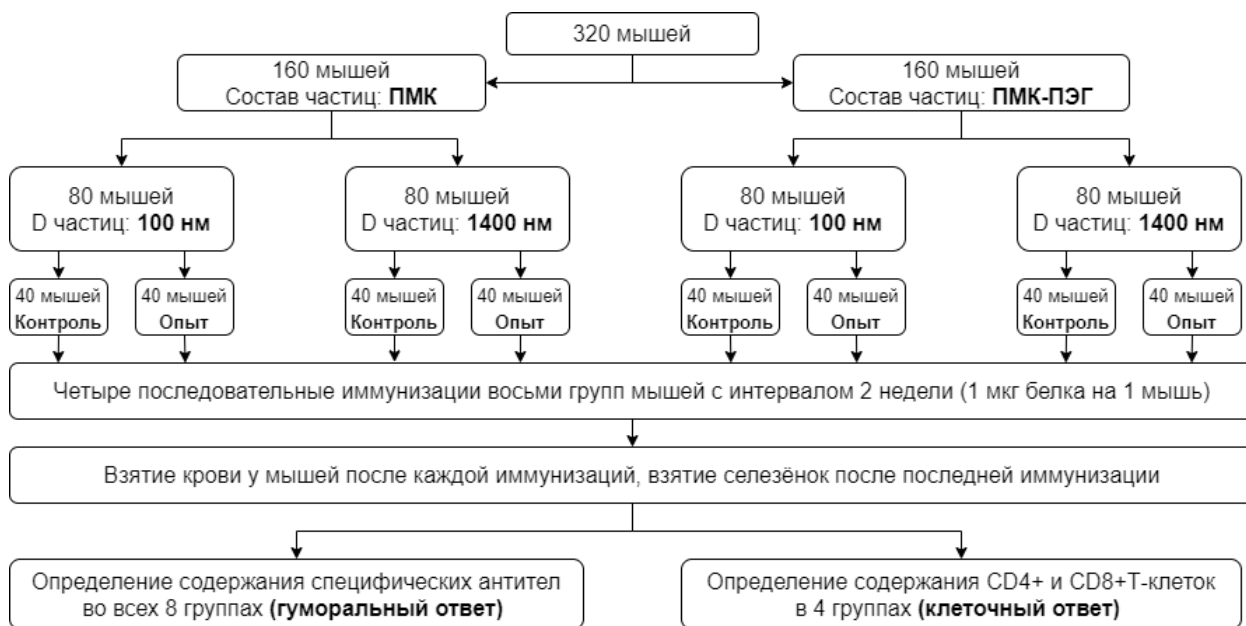 320 мышей
160 мышей
Состав частиц: ПМК
160 мышей
Состав частиц: ПМК-ПЭГ
80 мышей
D частиц: 100 нм
80 мышей
D частиц: 1400 нм
80 мышей
D частиц: 100 нм
80 мышей
D частиц: 1400 нм
40 мышей
Контроль
40 мышей
Опыт
40 мышей
Контроль
40 мышей
Опыт
40 мышей
Контроль
40 мышей
Опыт
40 мышей
Контроль
40 мышей
Опыт
Четыре последовательные иммунизации восьми групп мышей с интервалом 2 недели (1 мкг белка на 1 мышь)
Взятие крови у мышей после каждой иммунизаций, взятие селезёнок после последней иммунизации
Определение содержания специфических антител
во всех 8 группах (гуморальный ответ)
Определение содержания CD4+ и CD8+Т-клеток
в 4 группах (клеточный ответ)